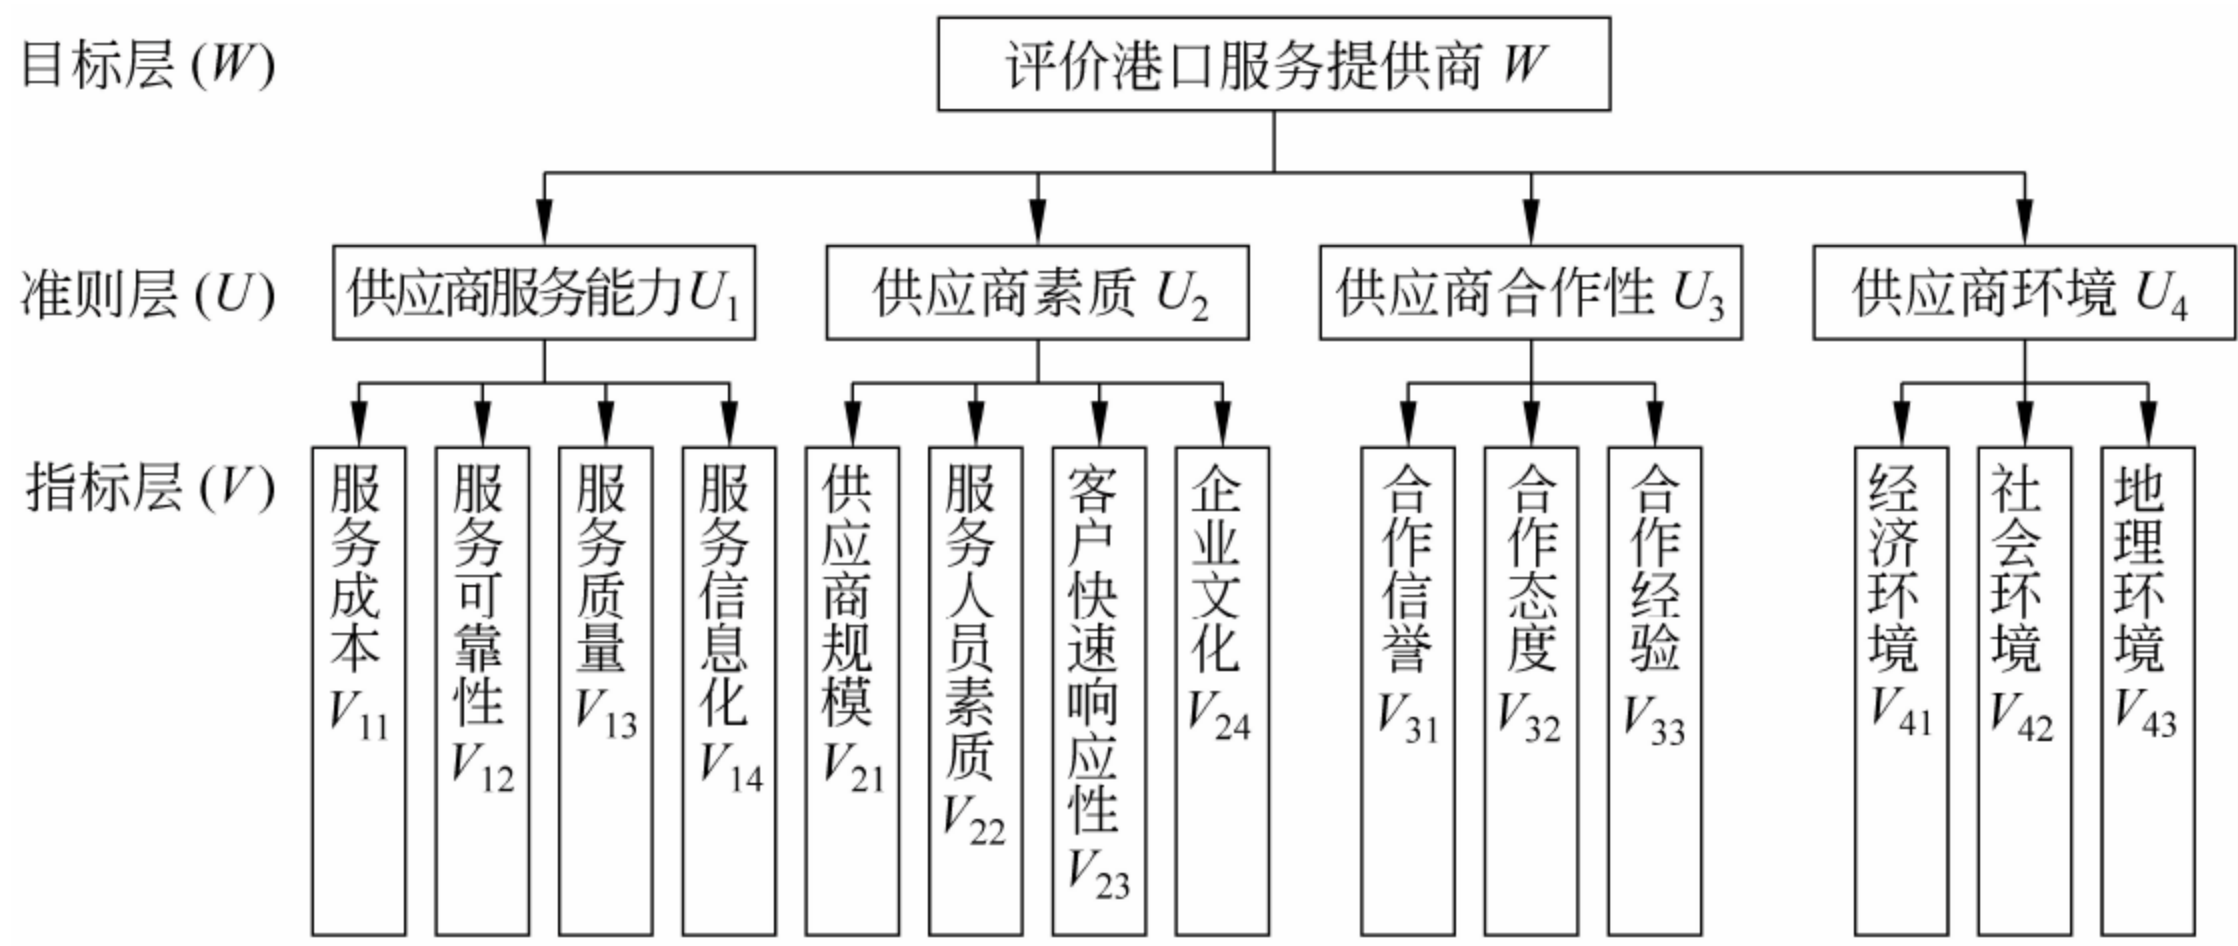 目标层 (W)
评价港口服务提供商 W
准则层 (U)
供应商服务能力U1
供应商素质 U2
供应商合作性 U3
供应商环境 U4
指标层 (V)
服务成本V11
服务可靠性V12
服务质量V13
服务信息化V14
供应商规模V21
服务人员素质V22
客户快速响应性V23
企业文化V24
合作信誉V31
合作态度V32
合作经验V33
经济环境V41
社会环境V42
地理环境V43